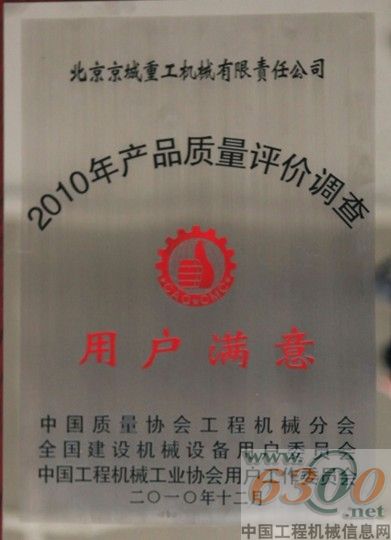 北京京城重工机械有限责任公司
2010年产品质量评价调查
CAQ CMC
用户满意
中国质量协会工程机械分会
全国建设机械设备用户委员会
中国工程机械工业协会用户工作委员会
二〇一〇年十二月
www.
6300
.net
中国工程机械信息网